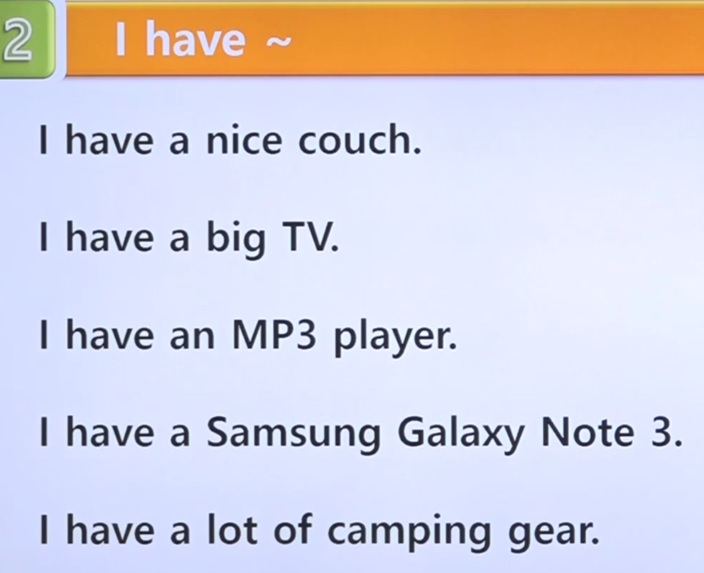 2 I have ~
I have a nice couch.
I have a big TV.
I have an MP3 player.
I have a Samsung Galaxy Note 3.
I have a lot of camping gear.